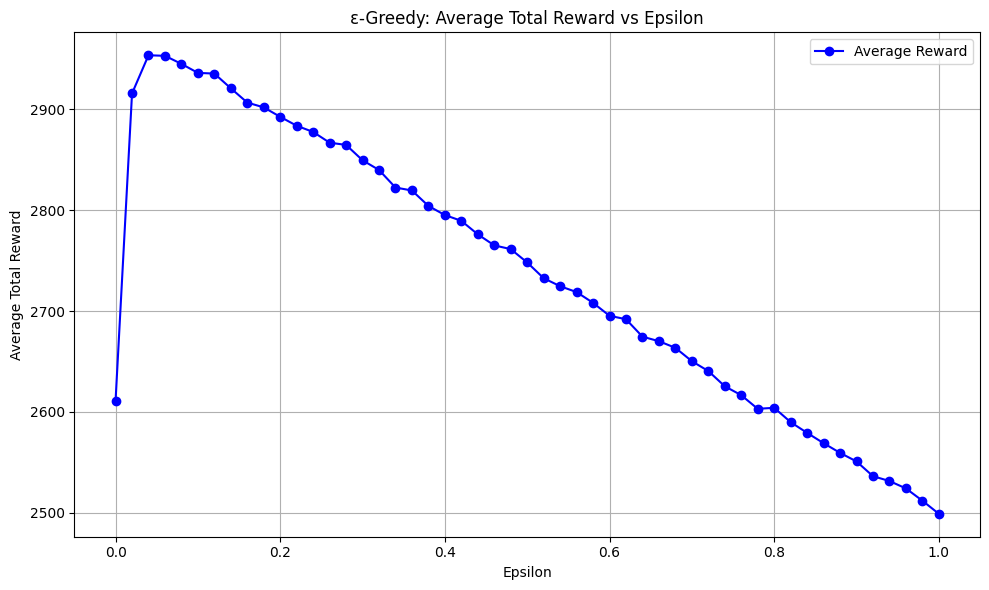 ε-Greedy: Average Total Reward vs Epsilon
Average Reward
Average Total Reward
2900
2800
2700
2600
2500
0.0
0.2
0.4
0.6
0.8
1.0
Epsilon